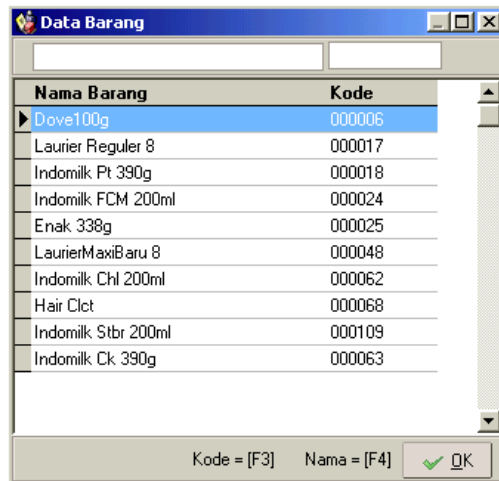 Data Barang
Nama Barang Kode
Dove100g 000006
Laurier Reguler 8 000017
Indomilk Pt 390g 000018
Indomilk FCM 200ml 000024
Enak 338g 000025
LaurierMaxiBaru 8 000048
Indomilk Chl 200ml 000062
Hair Clct 000068
Indomilk Stbr 200ml 000109
Indomilk Ck 390g 000063
Kode = [F3] Nama = [F4] OK